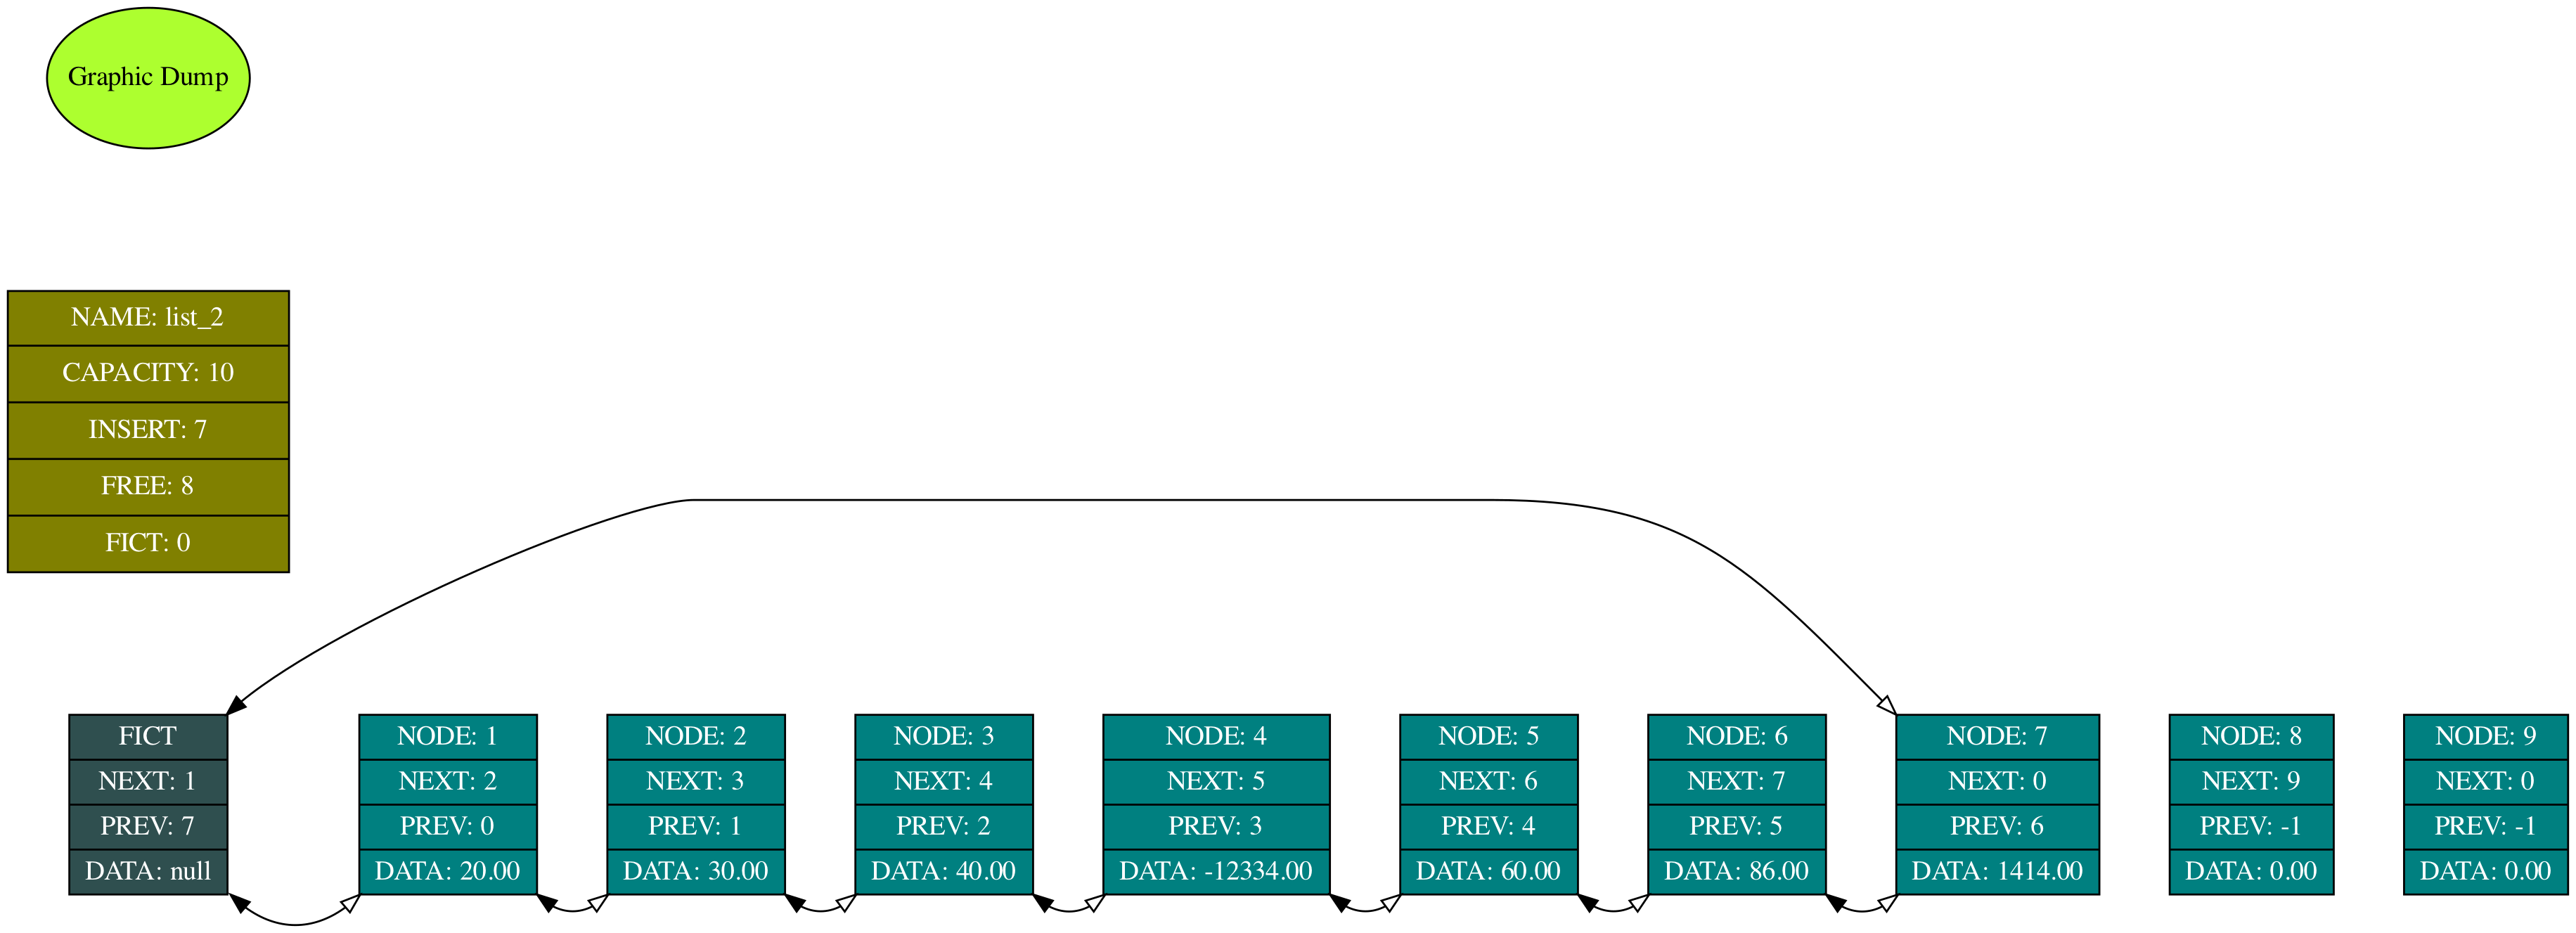 Graphic Dump
NAME: list_2
CAPACITY: 10
INSERT: 7
FREE: 8
FICT: 0
FICT
NEXT: 1
PREV: 7
DATA: null
NODE: 1
NEXT: 2
PREV: 0
DATA: 20.00
NODE: 2
NEXT: 3
PREV: 1
DATA: 30.00
NODE: 3
NEXT: 4
PREV: 2
DATA: 40.00
NODE: 4
NEXT: 5
PREV: 3
DATA: -12334.00
NODE: 5
NEXT: 6
PREV: 4
DATA: 60.00
NODE: 6
NEXT: 7
PREV: 5
DATA: 86.00
NODE: 7
NEXT: 0
PREV: 6
DATA: 1414.00
NODE: 8
NEXT: 9
PREV: -1
DATA: 0.00
NODE: 9
NEXT: 0
PREV: -1
DATA: 0.00